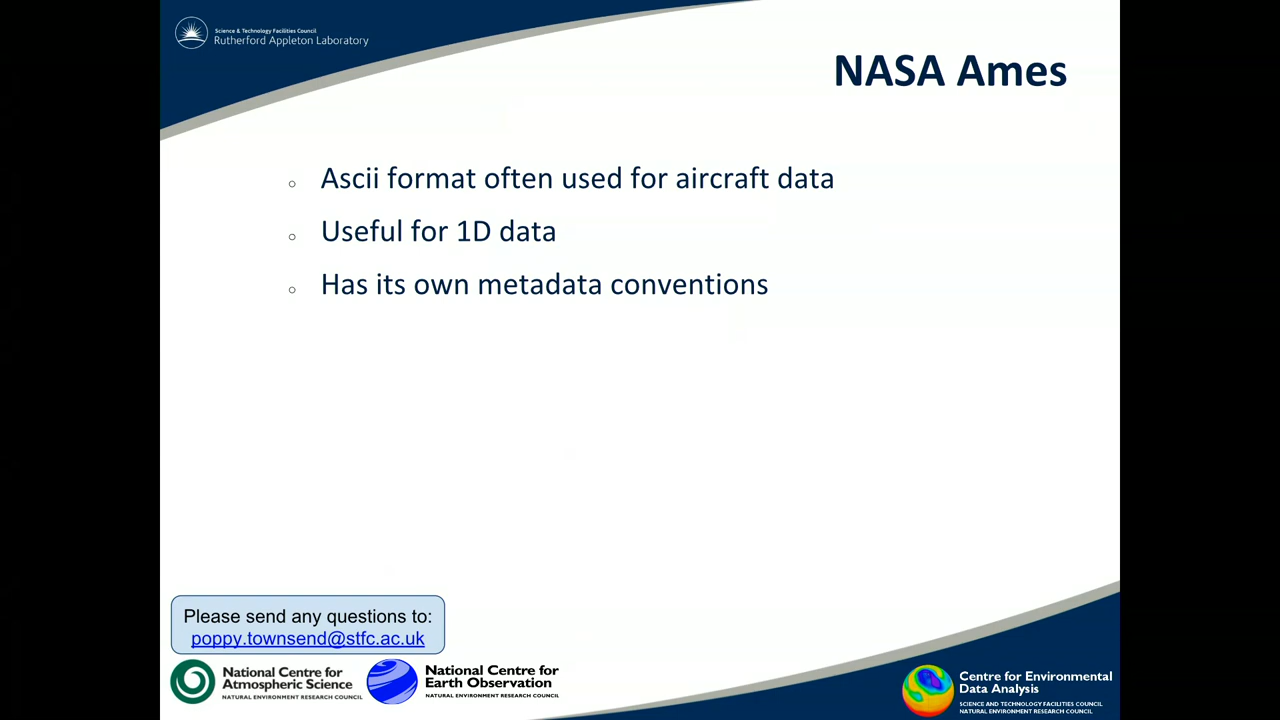 Science & Technology Facilities Council
Rutherford Appleton Laboratory
NASA Ames
Ascii format often used for aircraft data
Useful for 1D data
Has its own metadata conventions
Please send any questions to:
poppy.townsend@stfc.ac.uk
National Centre for
Atmospheric Science
NATURAL ENVIRONMENT RESEARCH COUNCIL
National Centre for
Earth Observation
NATURAL ENVIRONMENT RESEARCH COUNCIL
Centre for Environmental
Data Analysis
SCIENCE AND TECHNOLOGY FACILITIES COUNCIL
NATURAL ENVIRONMENT RESEARCH COUNCIL